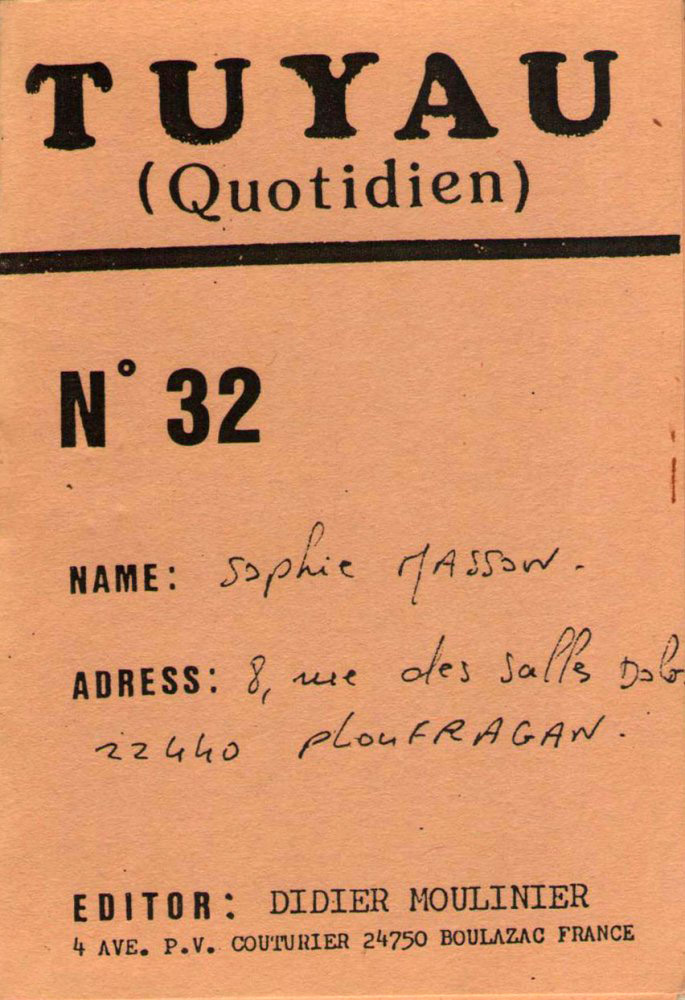 TUYAU
(Quotidien)
N° 32
NAME: Sophie MASSON.
ADRESS: 8, rue des Salles
22440 PLOUFRAGAN.
EDITOR: DIDIER MOULINIER
4 AVE. P.V. COUTURIER 24750 BOULAZAC FRANCE